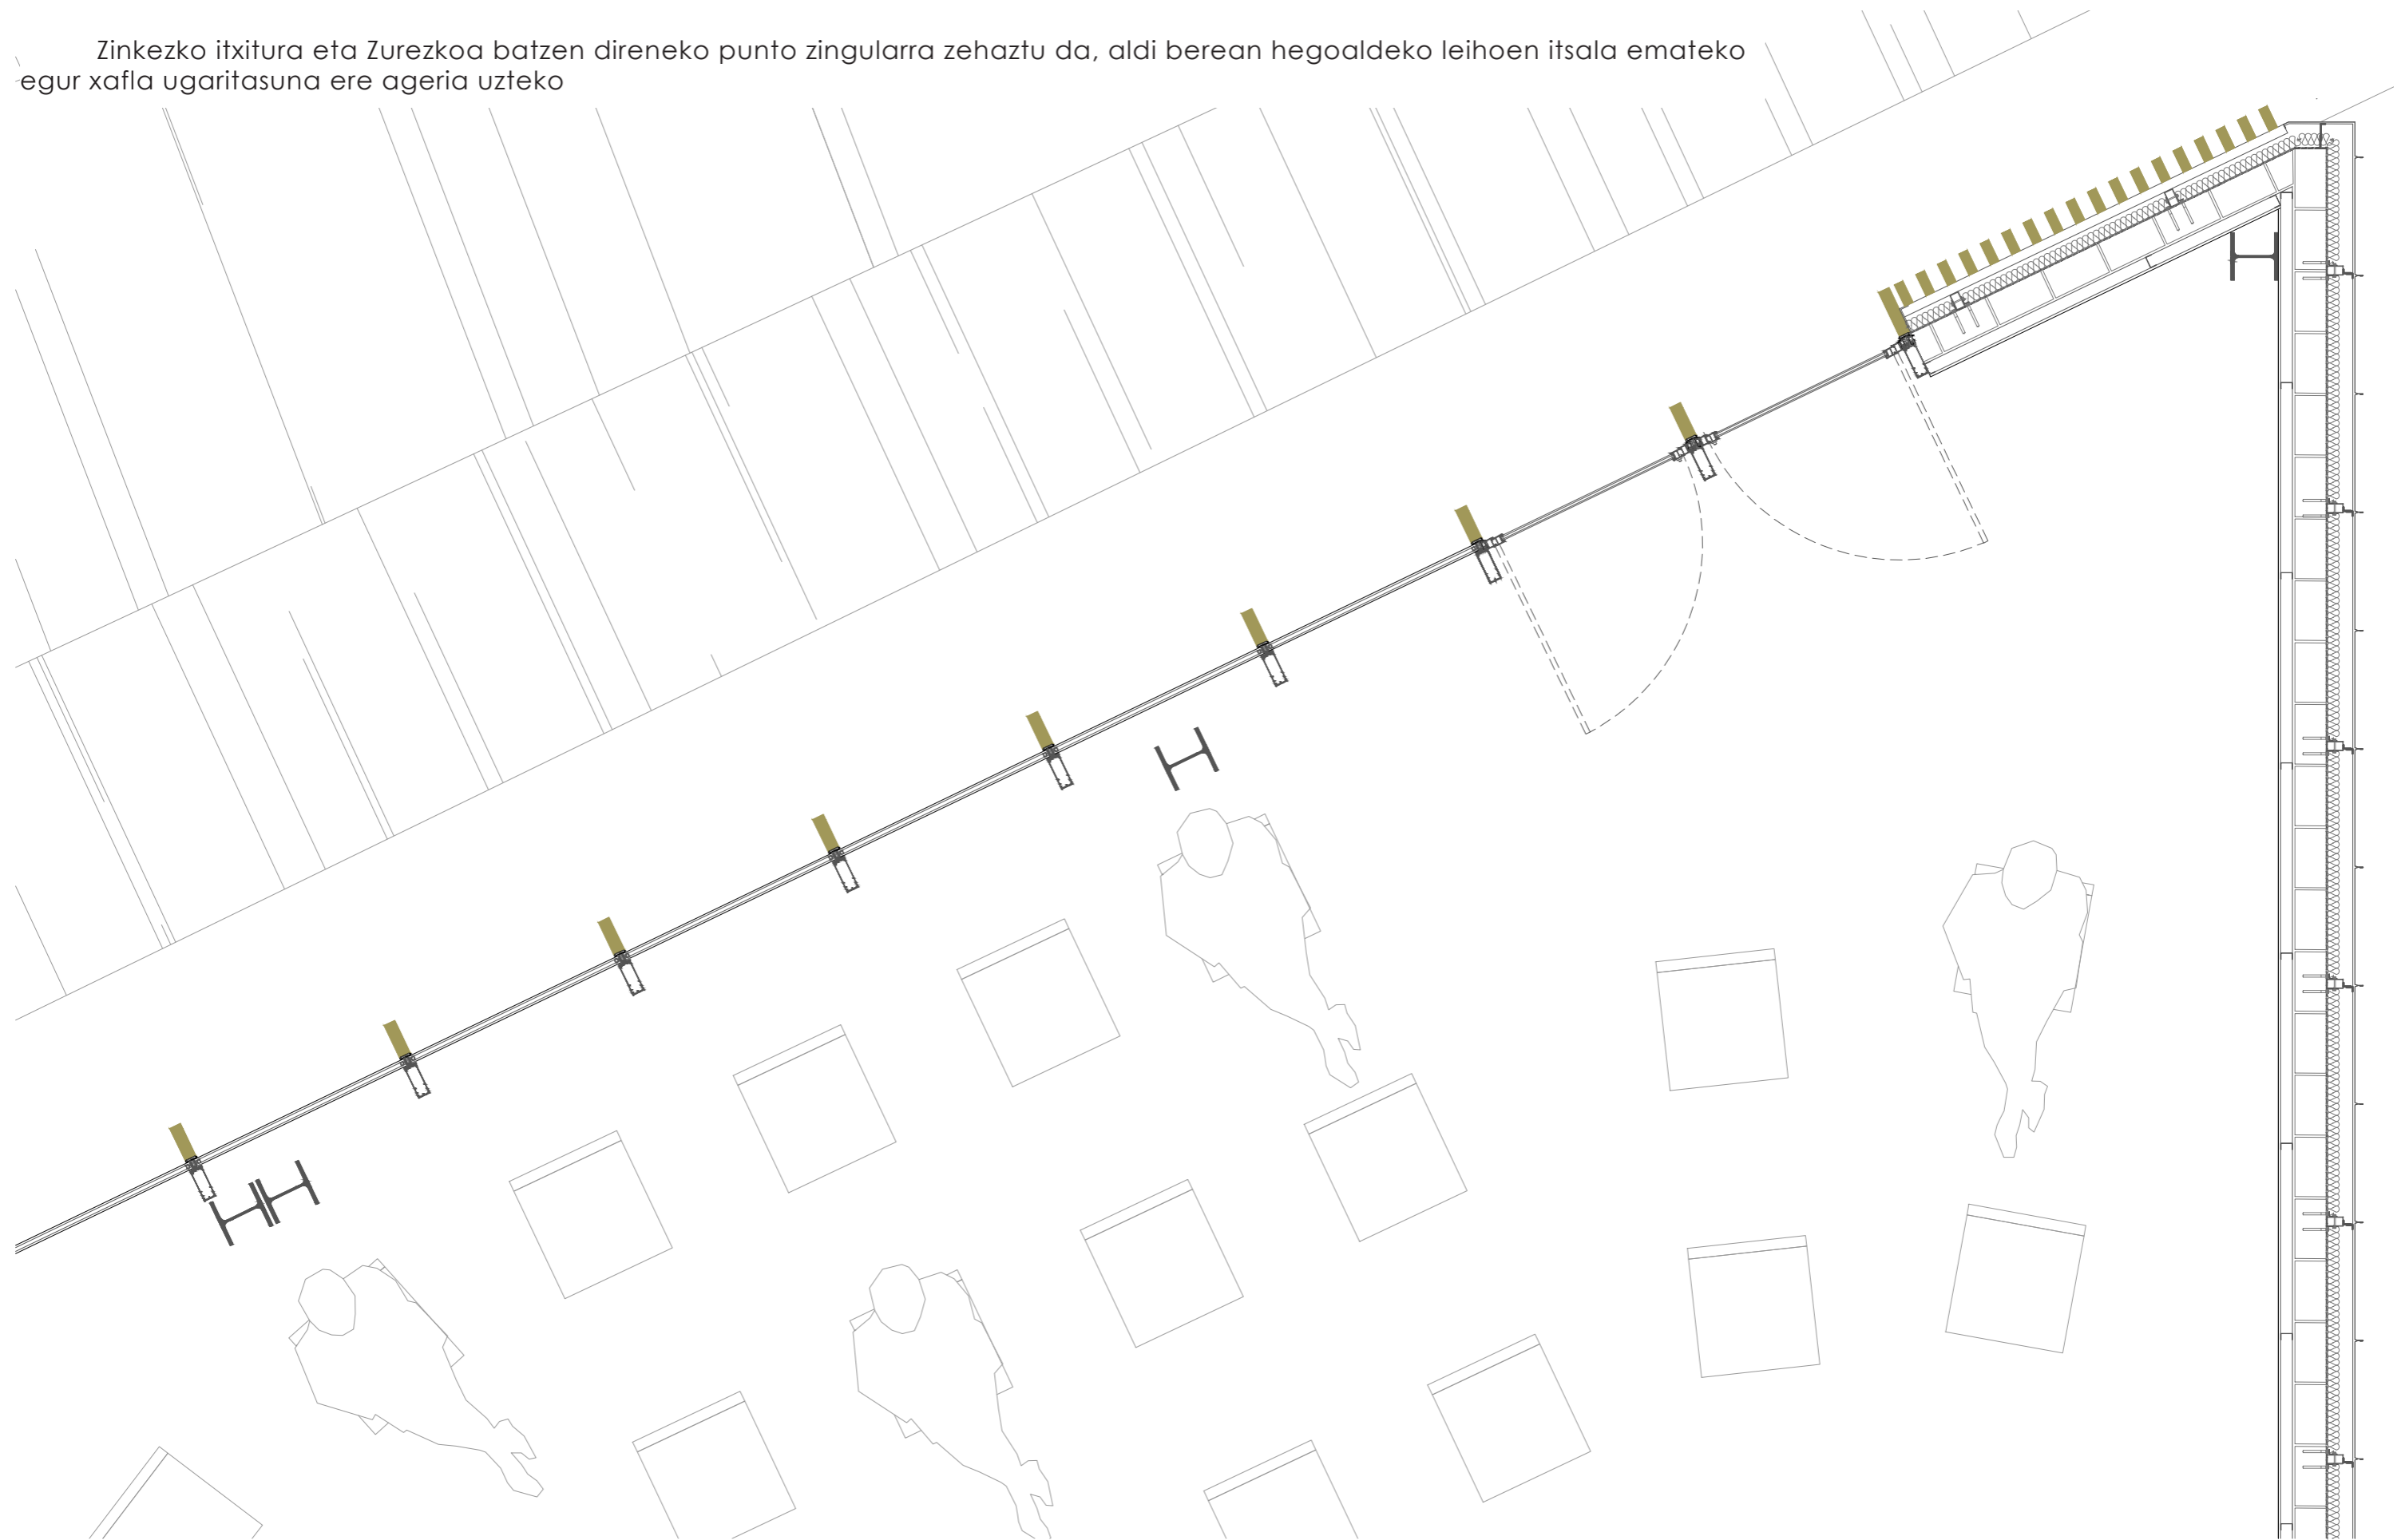 Zinkezko itxitura eta Zurezkoa batzen direneko punto zingularra zehaztu da, aldi berean hegoaldeko leihoen itsala emateko
egur xafla ugaritasuna ere ageria uzteko